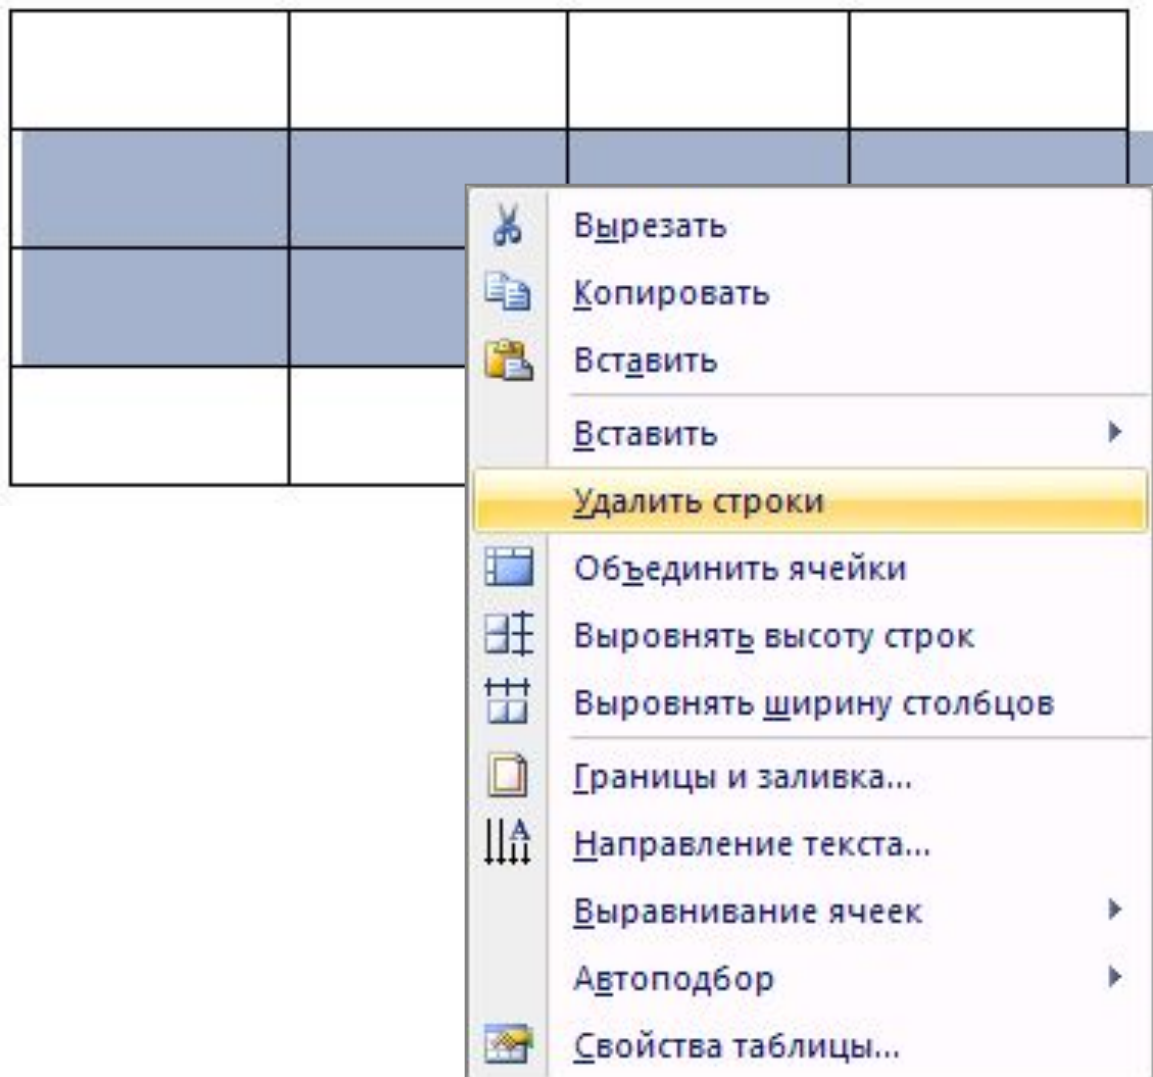 Вырезать
Копировать
Вставить
Вставить
Удалить строки
Объединить ячейки
Выровнять высоту строк
Выровнять ширину столбцов
Границы и заливка...
Направление текста...
Выравнивание ячеек
Автоподбор
Свойства таблицы...